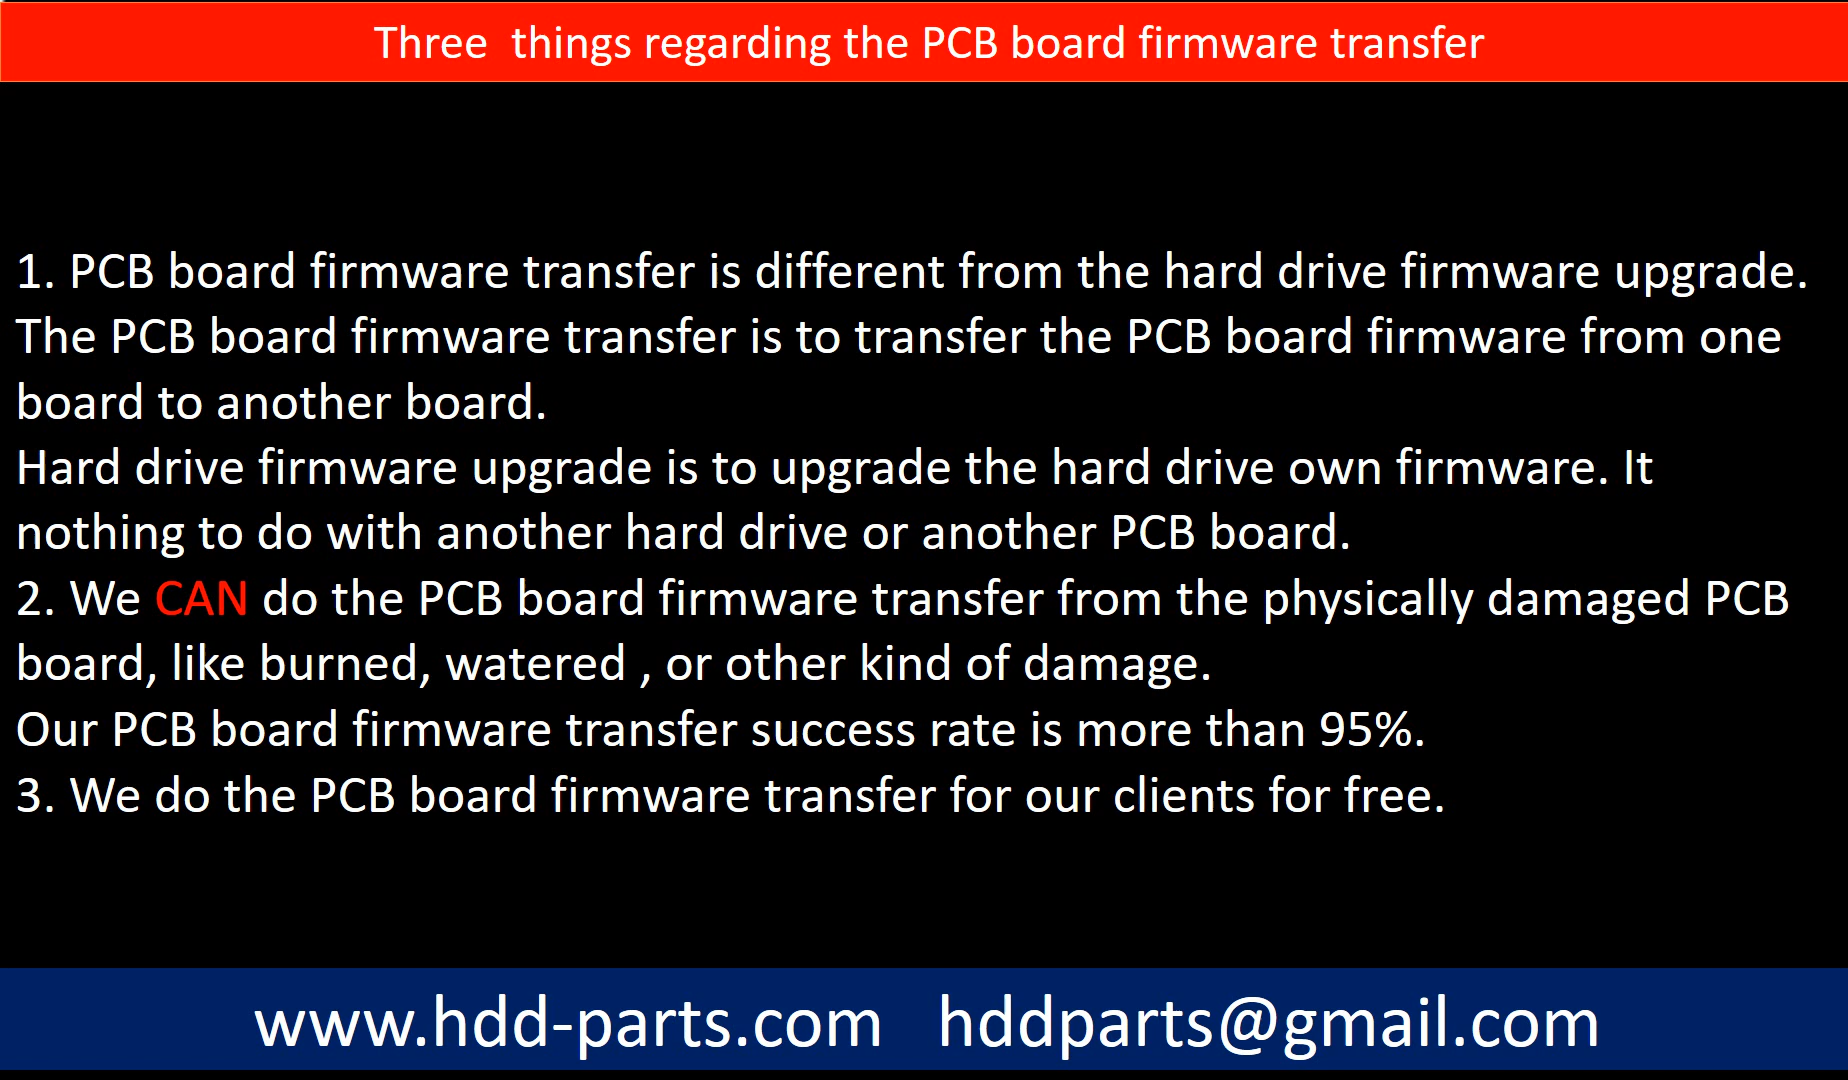 Three  things regarding the PCB board firmware transfer
1. PCB board firmware transfer is different from the hard drive firmware upgrade.
The PCB board firmware transfer is to transfer the PCB board firmware from one
board to another board.
Hard drive firmware upgrade is to upgrade the hard drive own firmware. It
nothing to do with another hard drive or another PCB board.
2. We CAN do the PCB board firmware transfer from the physically damaged PCB
board, like burned, watered , or other kind of damage.
Our PCB board firmware transfer success rate is more than 95%.
3. We do the PCB board firmware transfer for our clients for free.
www.hdd-parts.com   hddparts@gmail.com